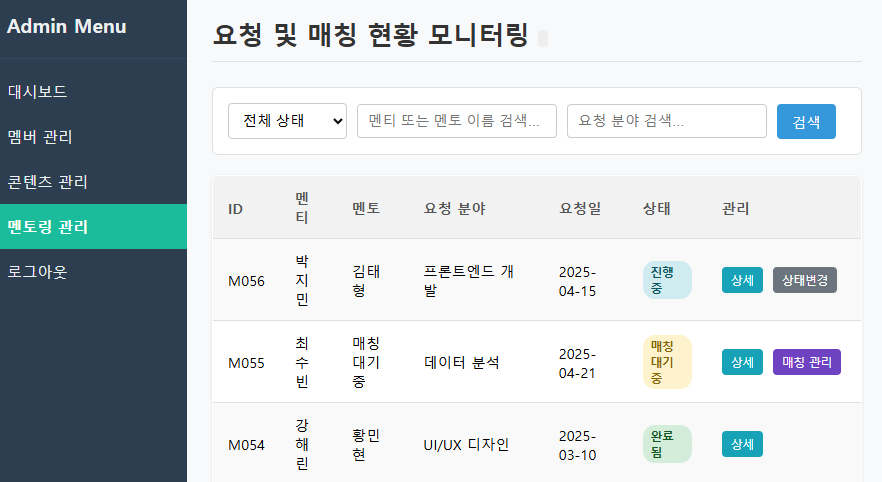 Admin Menu
대시보드
멤버 관리
콘텐츠 관리
멘토링 관리
로그아웃
요청 및 매칭 현황 모니터링
전체 상태 멘티 또는 멘토 이름 검색... 요청 분야 검색... 검색
ID 멘티 멘토 요청 분야 요청일 상태 관리
M056 박지민 김태형 프론트엔드 개발 2025-04-15 진행중 상세 상태변경
M055 최수빈 매칭대기중 데이터 분석 2025-04-21 매칭대기중 상세 매칭 관리
M054 강해린 황민현 UI/UX 디자인 2025-03-10 완료됨 상세